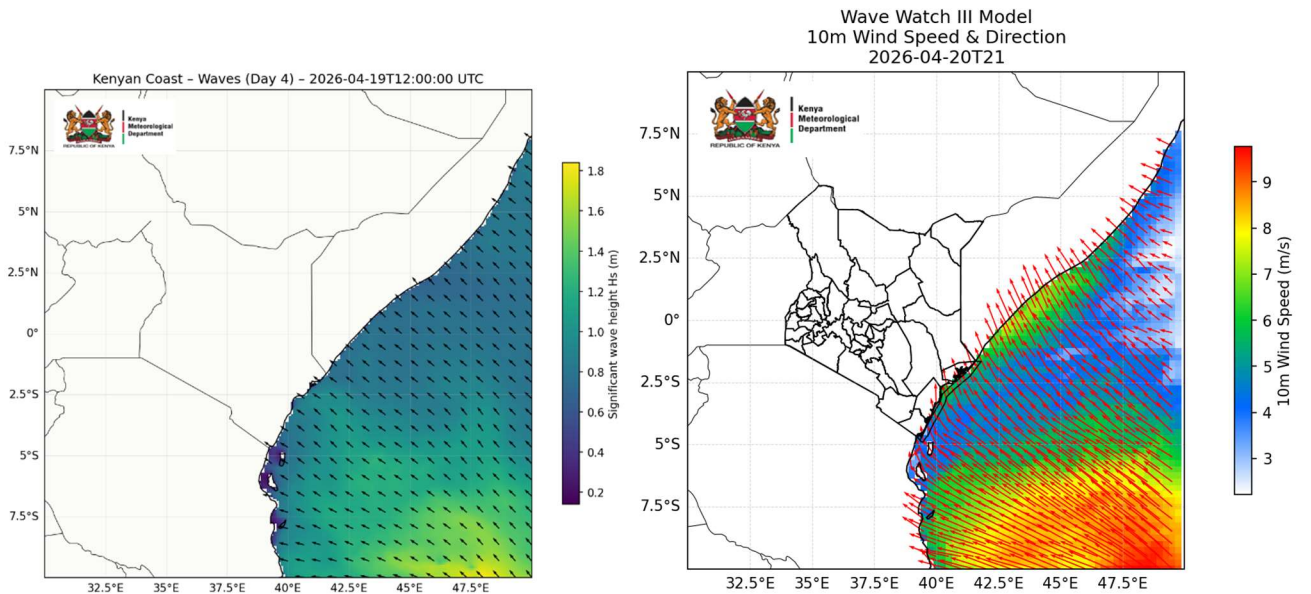 Kenyan Coast – Waves (Day 4) – 2026-04-19T12:00:00 UTC
Kenya
Meteorological
Department
REPUBLIC OF KENYA
7.5°N
5°N
2.5°N
0°
2.5°S
5°S
7.5°S
32.5°E
35°E
37.5°E
40°E
42.5°E
45°E
47.5°E
1.8
1.6
1.4
1.2
1.0
0.8
0.6
0.4
0.2
Significant wave height Hs (m)
Wave Watch III Model
10m Wind Speed & Direction
2026-04-20T21
Kenya
Meteorological
Department
REPUBLIC OF KENYA
7.5°N
5°N
2.5°N
0°
2.5°S
5°S
7.5°S
32.5°E
35°E
37.5°E
40°E
42.5°E
45°E
47.5°E
9
8
7
6
5
4
3
10m Wind Speed (m/s)